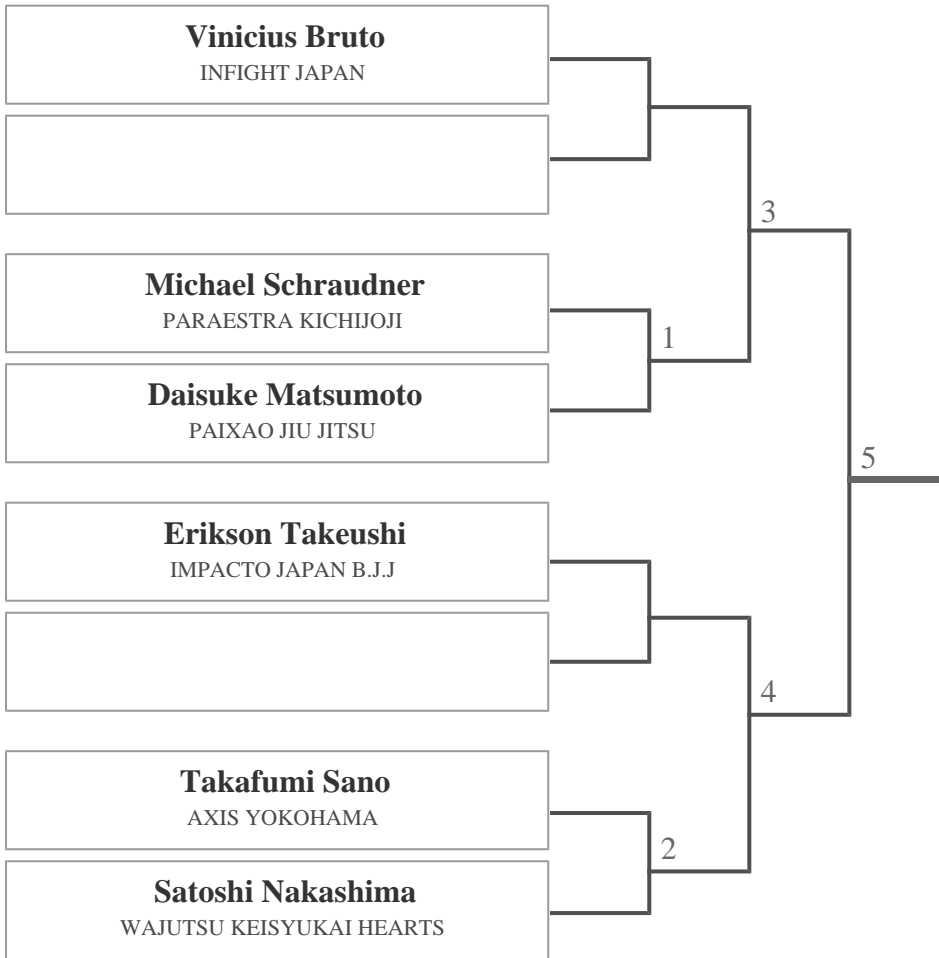 Vinicius Bruto
INFIGHT JAPAN
3
Michael Schraudner
PARAESTRA KICHIJOJI
1
Daisuke Matsumoto
PAIXAO JIU JITSU
5
Erikson Takeushi
IMPACTO JAPAN B.J.J
4
Takafumi Sano
AXIS YOKOHAMA
2
Satoshi Nakashima
WAJUTSU KEISYUKAI HEARTS